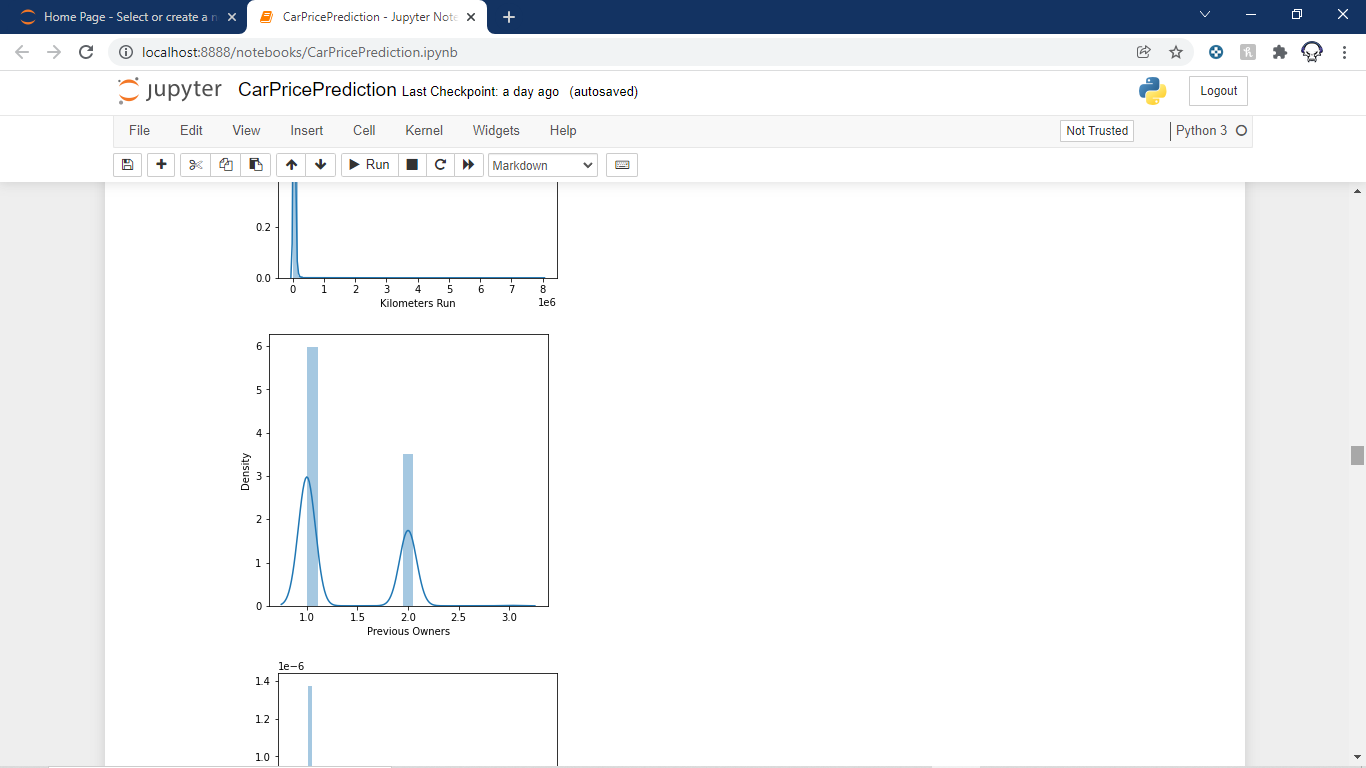 Home Page - Select or create a n
CarPricePrediction - Jupyter Note
localhost:8888/notebooks/CarPricePrediction.ipynb
jupyter CarPricePrediction Last Checkpoint: a day ago (autosaved)
Logout
File Edit View Insert Cell Kernel Widgets Help
Not Trusted
Python 3
Run
Markdown
0.2
0.0
0 1 2 3 4 5 6 7 8
Kilometers Run
1e6
6
5
4
3
2
1
0
Density
1.0 1.5 2.0 2.5 3.0
Previous Owners
1e−6
1.4
1.2
1.0